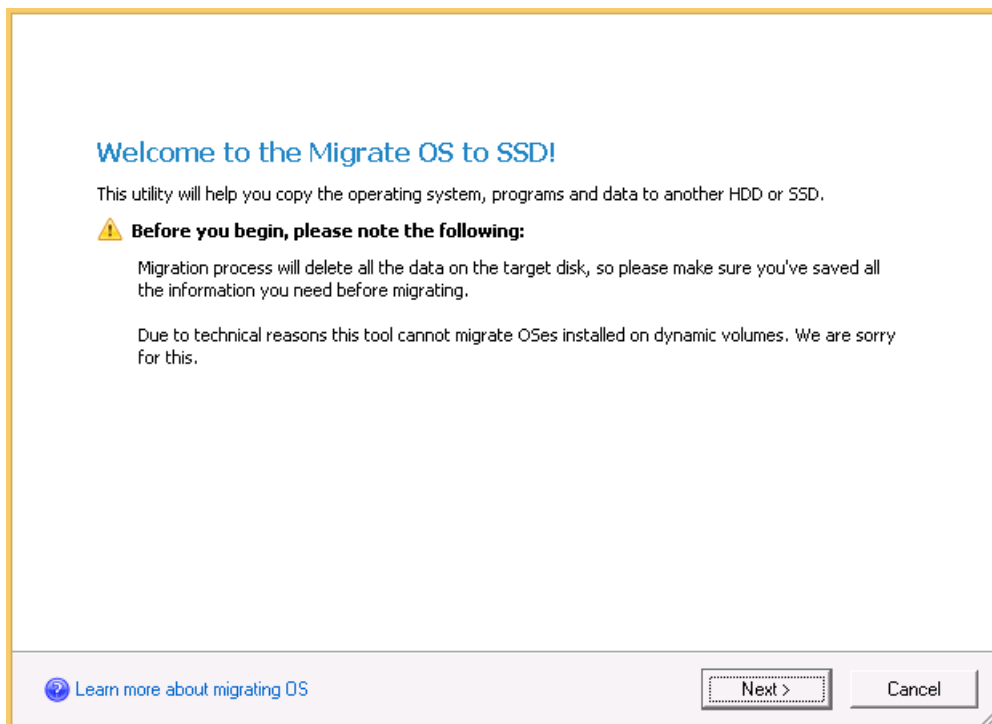 Welcome to the Migrate OS to SSD!
This utility will help you copy the operating system, programs and data to another HDD or SSD.
Before you begin, please note the following:
Migration process will delete all the data on the target disk, so please make sure you've saved all
the information you need before migrating.
Due to technical reasons this tool cannot migrate OSes installed on dynamic volumes. We are sorry
for this.
Learn more about migrating OS
Next >
Cancel